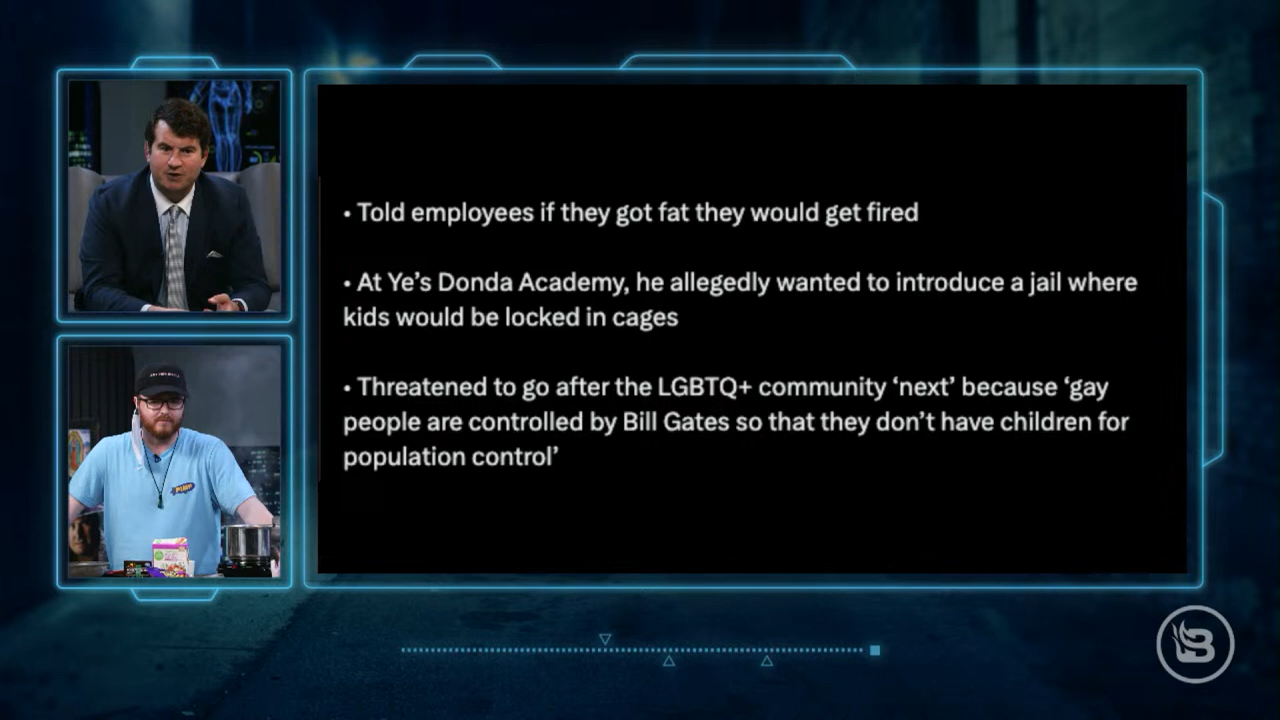 • Told employees if they got fat they would get fired
• At Ye’s Donda Academy, he allegedly wanted to introduce a jail where
kids would be locked in cages
• Threatened to go after the LGBTQ+ community ‘next’ because ‘gay
people are controlled by Bill Gates so that they don’t have children for
population control’